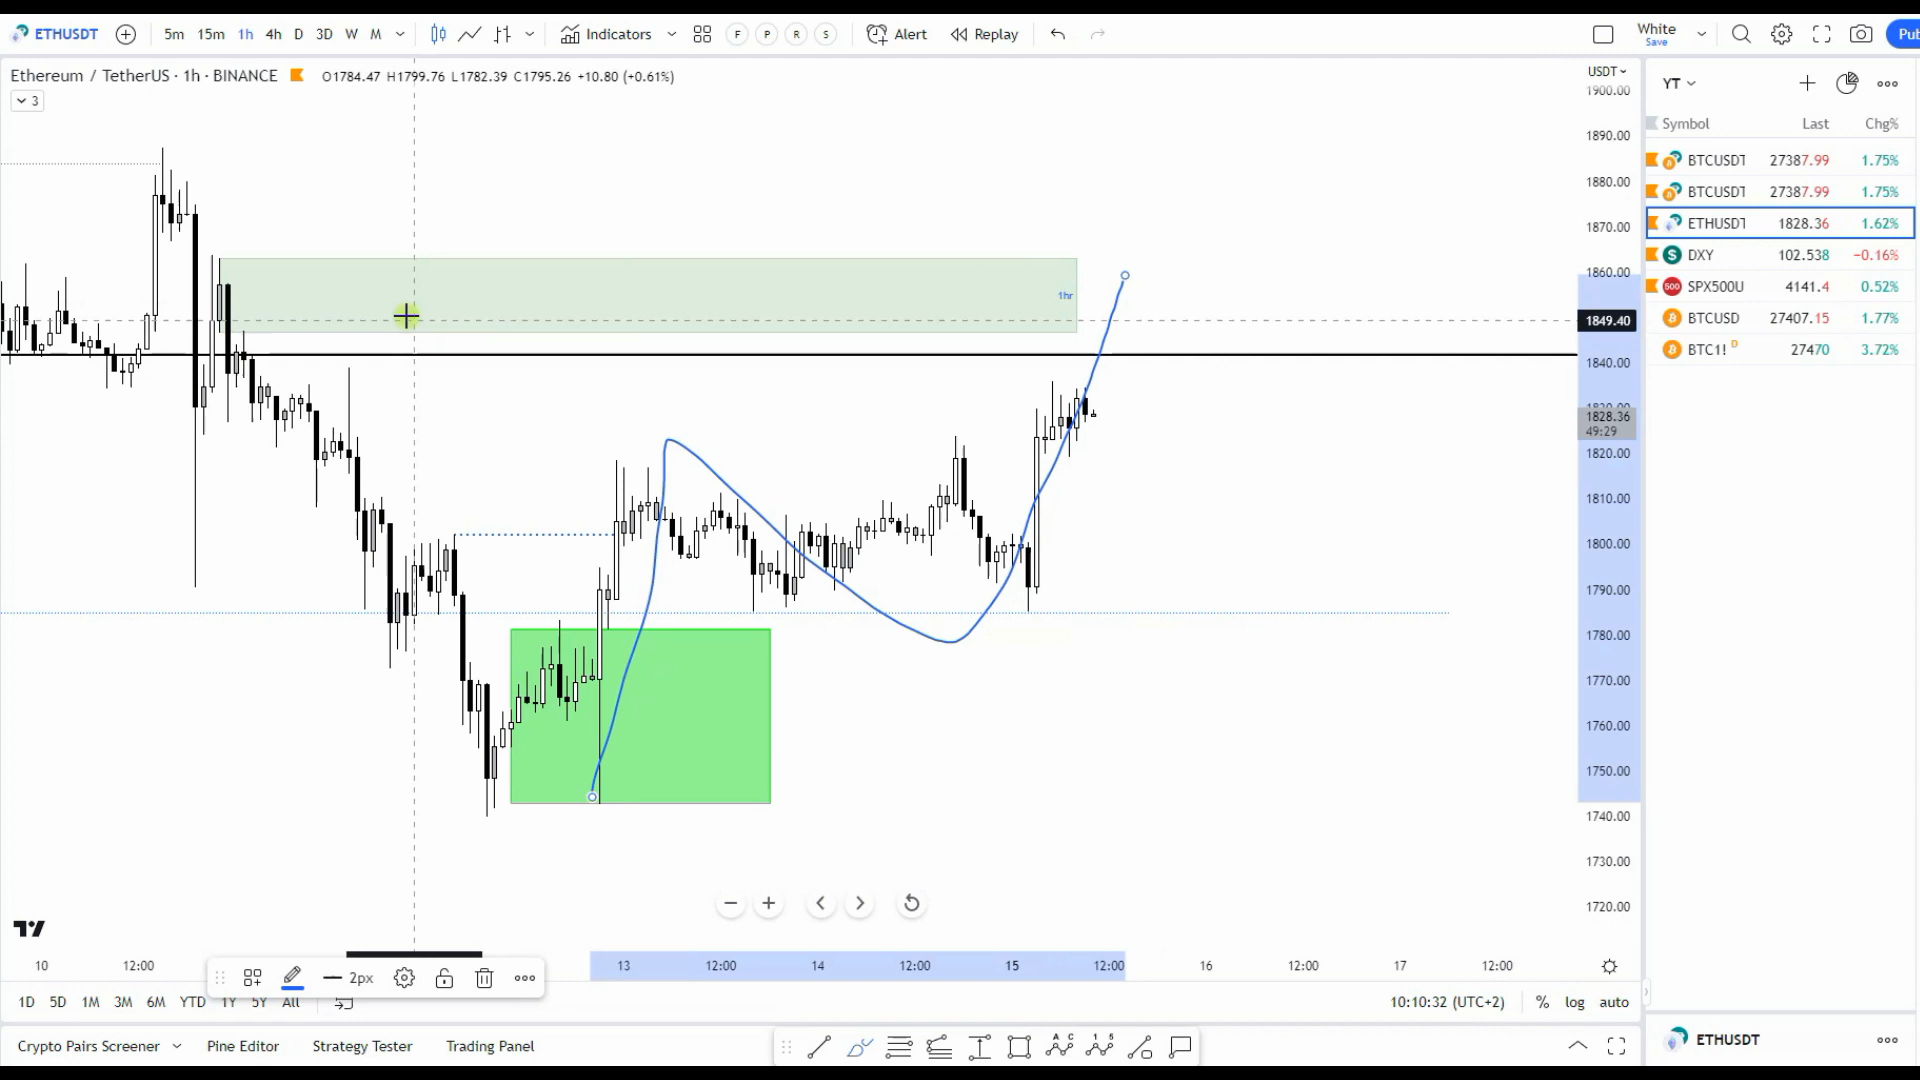 ETHUSDT 5m 15m 1h 4h D 3D W M Indicators F P R S Alert Replay White Save Pub
Ethereum / TetherUS · 1h · BINANCE O1784.47 H1799.76 L1782.39 C1795.26 +10.80 (+0.61%)
3
USDT
1900.00
1890.00
1880.00
1870.00
1860.00
1849.40
1840.00
1828.36
49:29
1820.00
1810.00
1800.00
1790.00
1780.00
1770.00
1760.00
1750.00
1740.00
1730.00
1720.00
1hr
YT
Symbol Last Chg%
BTCUSDT 27387.99 1.75%
BTCUSDT 27387.99 1.75%
ETHUSDT 1828.36 1.62%
DXY 102.538 −0.16%
500 SPX500U 4141.4 0.52%
BTCUSD 27407.15 1.77%
BTC1! D 27470 3.72%
10 12:00 13 12:00 14 12:00 15 12:00 16 12:00 17 12:00
2px
1D 5D 1M 3M 6M YTD 1Y 5Y All 10:10:32 (UTC+2) % log auto
Crypto Pairs Screener Pine Editor Strategy Tester Trading Panel A C 1 5
ETHUSDT